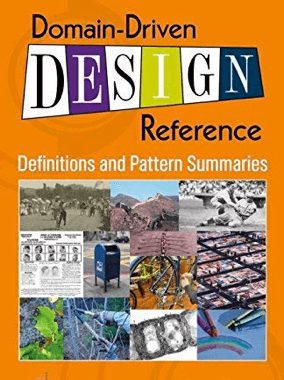 Domain-Driven
DESIGN
Reference
Definitions and Pattern Summaries